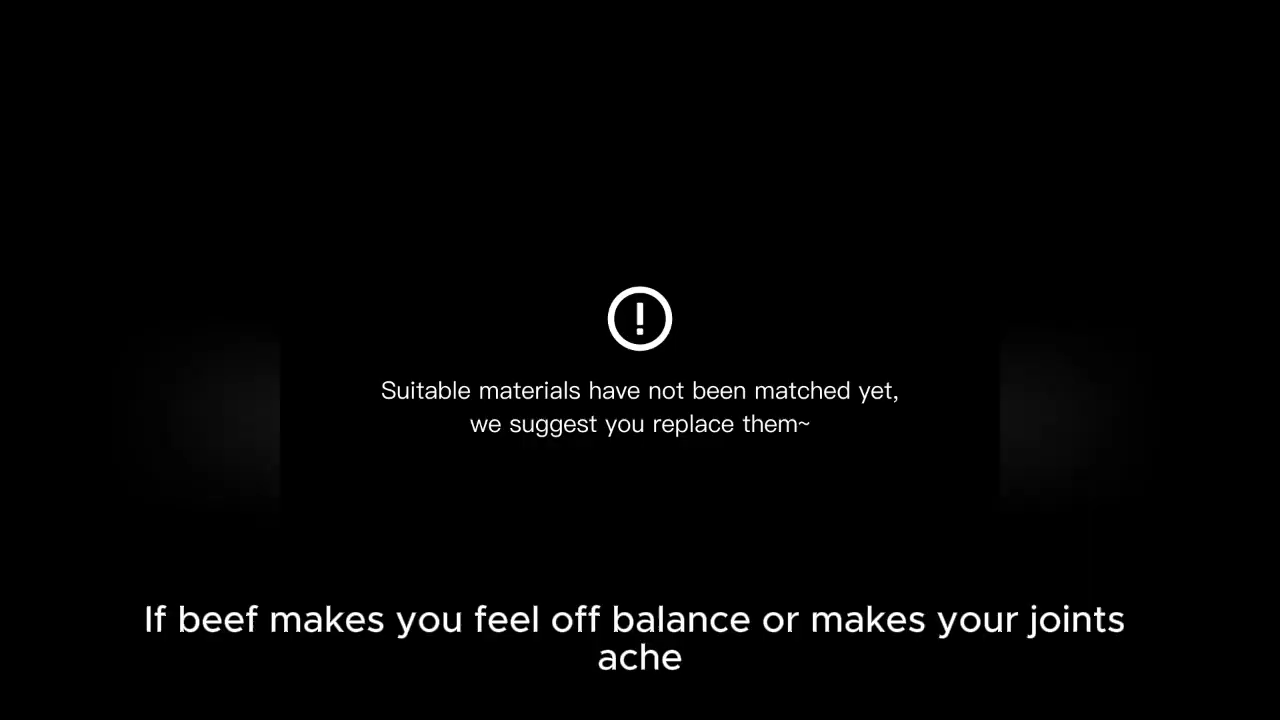 Suitable materials have not been matched yet,
we suggest you replace them~
If beef makes you feel off balance or makes your joints
ache